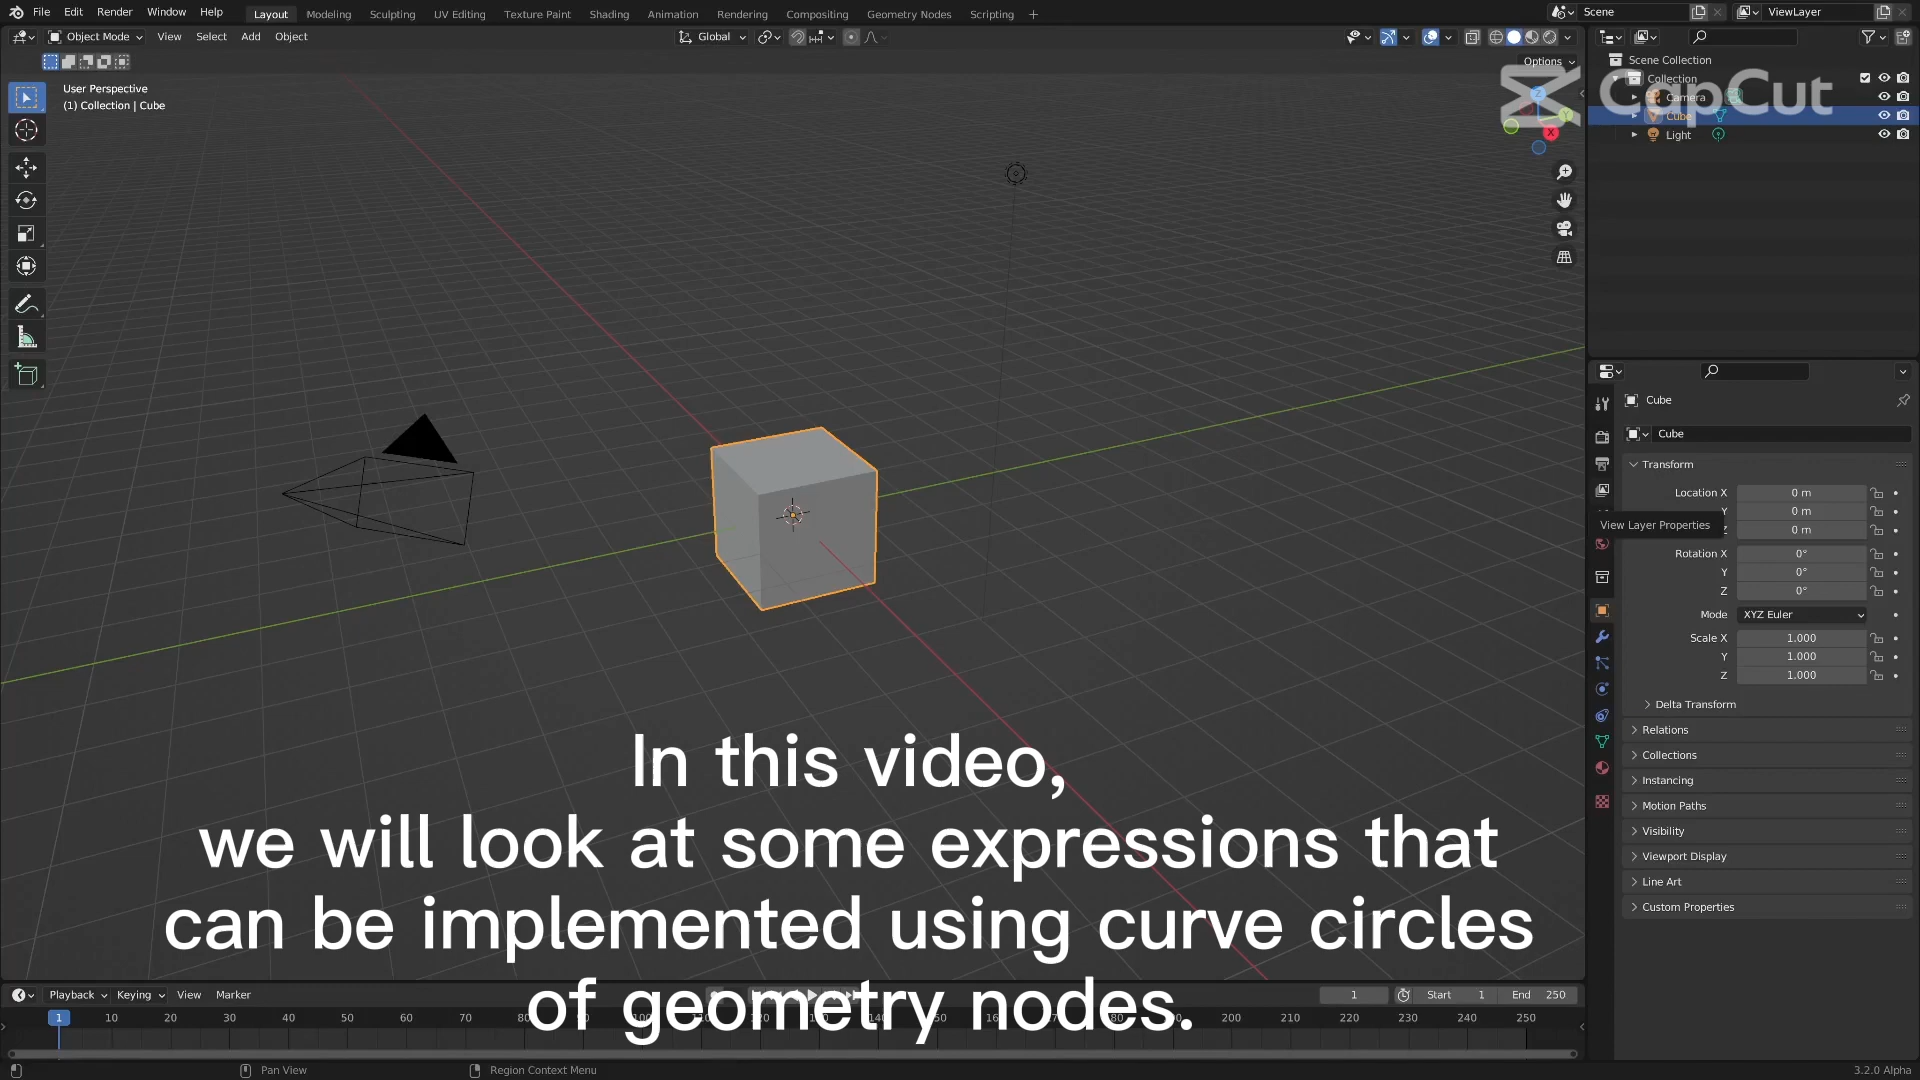 File Edit Render Window Help Layout Modeling Sculpting UV Editing Texture Paint Shading Animation Rendering Compositing Geometry Nodes Scripting + Scene ViewLayer
Object Mode View Select Add Object Global
Options
User Perspective
(1) Collection | Cube
Scene Collection
Collection
Camera
CapCut
Cube
Light
Z
Y
X
Cube
Cube
Transform
Location X 0 m
Y 0 m
Z 0 m
View Layer Properties
Rotation X 0°
Y 0°
Z 0°
Mode XYZ Euler
Scale X 1.000
Y 1.000
Z 1.000
Delta Transform
Relations
Collections
Instancing
Motion Paths
Visibility
Viewport Display
Line Art
Custom Properties
In this video,
we will look at some expressions that
can be implemented using curve circles
of geometry nodes.
Playback Keying View Marker 1 Start 1 End 250
1 10 20 30 40 50 60 70 200 210 220 230 240 250
Pan View Region Context Menu 3.2.0 Alpha